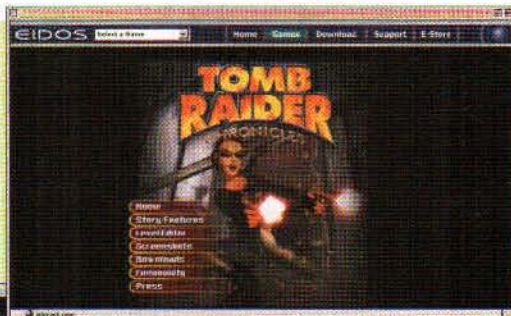 EIDOS Select a Game Home Games Download Support E-Store
TOMB
RAIDER
CHRONICLES
Home
Story/Features
Level Editor
Screenshots
Downloads
Community
Press